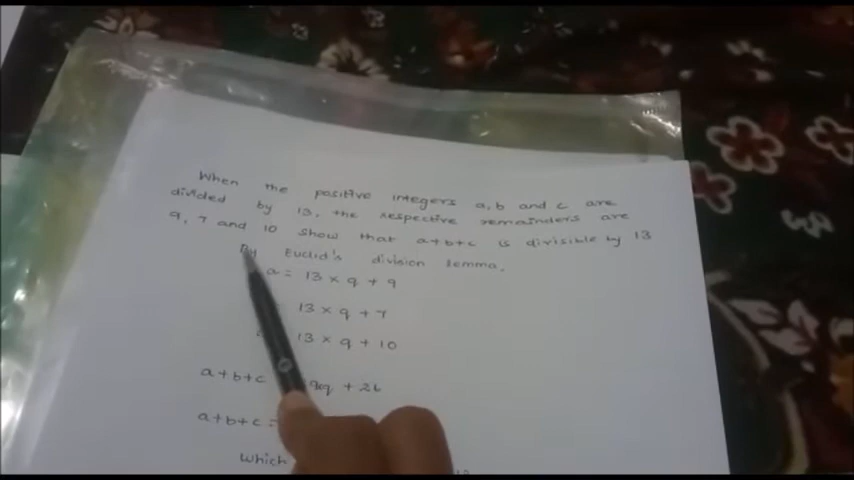 When the positive integers a,b and c are
divided by 13, the respective remainders are
9, 7 and 10 show that a+b+c is divisible by 13
By Euclid's division lemma.
a = 13 × q + 9
13 × q + 7
13 × q + 10
a+b+c q + 26
a+b+c =
Which